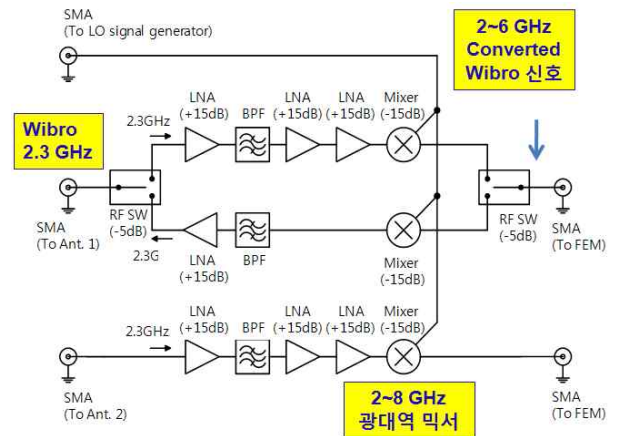 SMA
(To LO signal generator)
2~6 GHz
Converted
Wibro 신호
LNA
(+15dB)
BPF
LNA
(+15dB)
LNA
(+15dB)
Mixer
(-15dB)
2.3GHz
Wibro
2.3 GHz
SMA
(To Ant. 1)
RF SW
(-5dB)
2.3G
LNA
(+15dB)
BPF
Mixer
(-15dB)
RF SW
(-5dB)
SMA
(To FEM)
2.3GHz
LNA
(+15dB)
BPF
LNA
(+15dB)
LNA
(+15dB)
Mixer
(-15dB)
SMA
(To Ant. 2)
2~8 GHz
광대역 믹서
SMA
(To FEM)